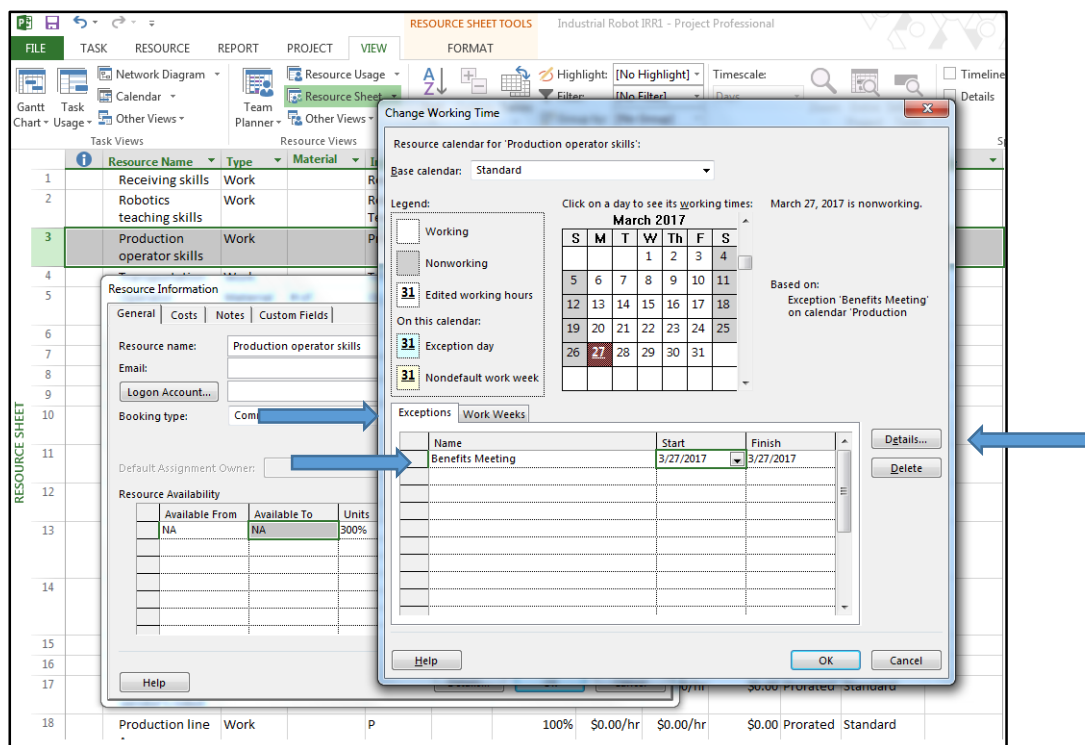 RESOURCE SHEET TOOLS Industrial Robot IRR1 - Project Professional
FILE TASK RESOURCE REPORT PROJECT VIEW FORMAT
Network Diagram Resource Usage Highlight: [No Highlight] Timescale: Timeline
Calendar Resource Sheet Filter: [No Filter] Days Details
Gantt Chart Task Usage Other Views Team Planner Other Views
Task Views Resource Views
Resource Name Type Material
1 Receiving skills Work
2 Robotics teaching skills Work
3 Production operator skills Work
4
5
6
7
8
9
10
11
12
13
14
15
16
17 $0.00 Prorated Standard
18 Production line Work P 100% $0.00/hr $0.00/hr $0.00 Prorated Standard
RESOURCE SHEET
Resource Information
General Costs Notes Custom Fields
Resource name: Production operator skills
Email:
Logon Account...
Booking type:
Default Assignment Owner:
Resource Availability
Available From Available To Units
NA NA 300%
Help
Change Working Time
Resource calendar for 'Production operator skills':
Base calendar: Standard
Legend:
Working
Nonworking
31 Edited working hours
On this calendar:
31 Exception day
31 Nondefault work week
Click on a day to see its working times:
March 2017
S M T W Th F S
1 2 3 4
5 6 7 8 9 10 11
12 13 14 15 16 17 18
19 20 21 22 23 24 25
26 27 28 29 30 31
March 27, 2017 is nonworking.
Based on:
Exception 'Benefits Meeting'
on calendar 'Production
Exceptions Work Weeks
Name Start Finish
Benefits Meeting 3/27/2017 3/27/2017
Details...
Delete
Help OK Cancel